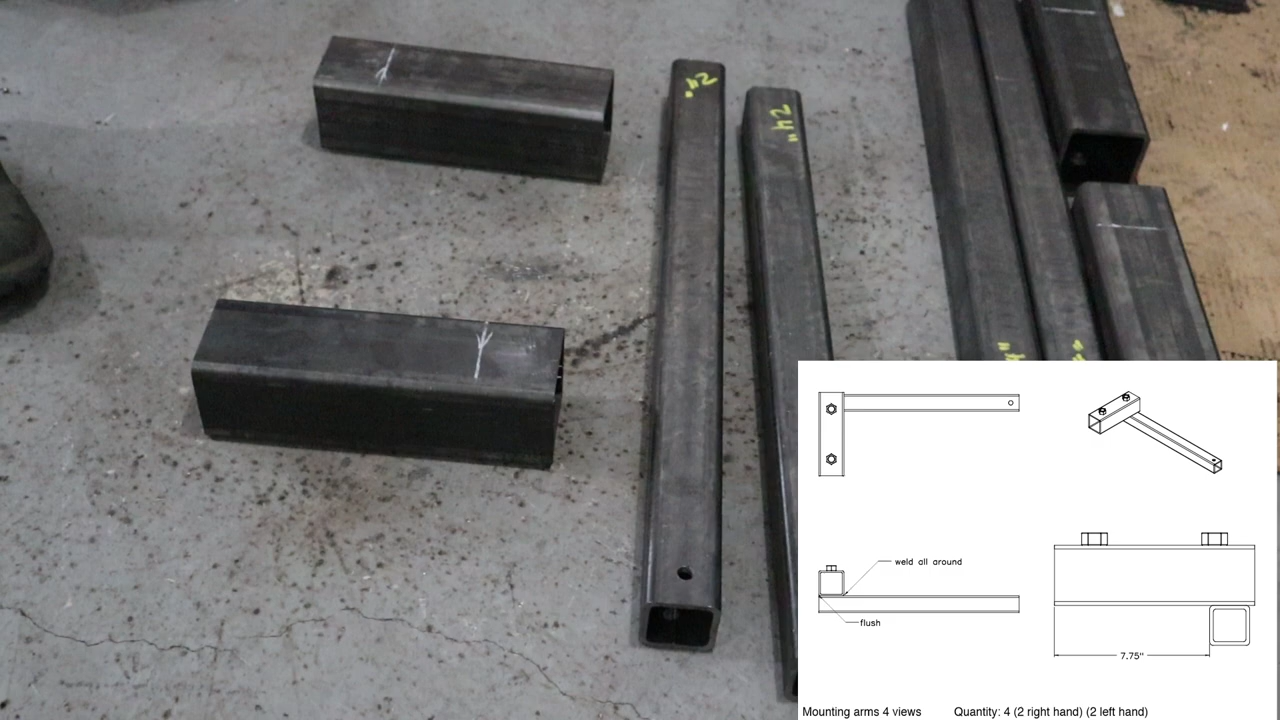 24"
24"
4"
weld all around
flush
7.75"
Mounting arms 4 views
Quantity: 4 (2 right hand) (2 left hand)